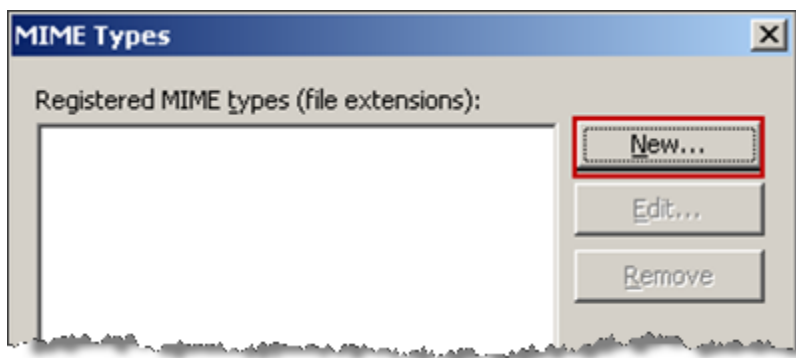 MIME Types
Registered MIME types (file extensions):
New...
Edit...
Remove